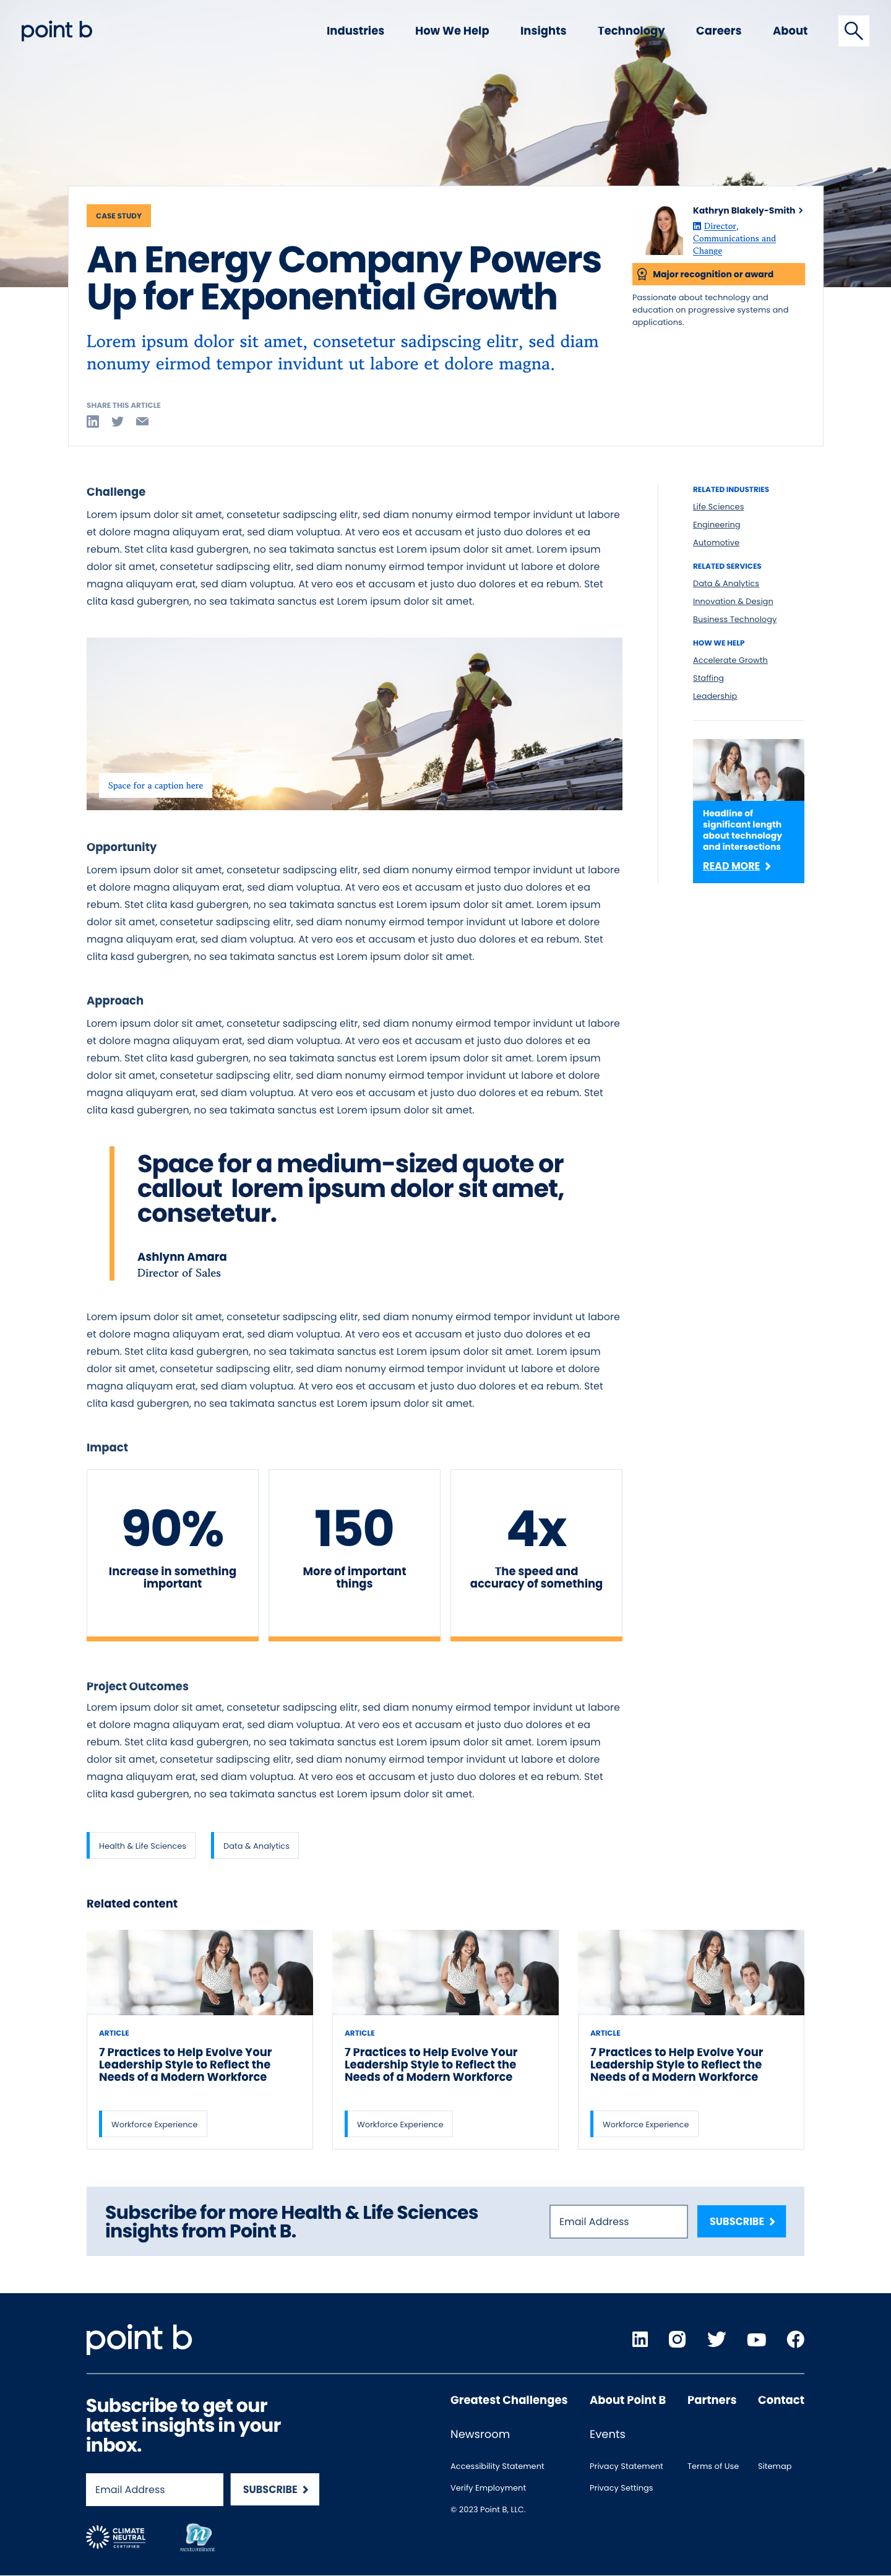 point b
Industries
How We Help
Insights
Technology
Careers
About
CASE STUDY
An Energy Company Powers
Up for Exponential Growth
Lorem ipsum dolor sit amet, consetetur sadipscing elitr, sed diam
nonumy eirmod tempor invidunt ut labore et dolore magna.
SHARE THIS ARTICLE
Kathryn Blakely-Smith
Director,
Communications and
Change
Major recognition or award
Passionate about technology and
education on progressive systems and
applications.
Challenge
Lorem ipsum dolor sit amet, consetetur sadipscing elitr, sed diam nonumy eirmod tempor invidunt ut labore
et dolore magna aliquyam erat, sed diam voluptua. At vero eos et accusam et justo duo dolores et ea
rebum. Stet clita kasd gubergren, no sea takimata sanctus est Lorem ipsum dolor sit amet. Lorem ipsum
dolor sit amet, consetetur sadipscing elitr, sed diam nonumy eirmod tempor invidunt ut labore et dolore
magna aliquyam erat, sed diam voluptua. At vero eos et accusam et justo duo dolores et ea rebum. Stet
clita kasd gubergren, no sea takimata sanctus est Lorem ipsum dolor sit amet.
Space for a caption here
Opportunity
Lorem ipsum dolor sit amet, consetetur sadipscing elitr, sed diam nonumy eirmod tempor invidunt ut labore
et dolore magna aliquyam erat, sed diam voluptua. At vero eos et accusam et justo duo dolores et ea
rebum. Stet clita kasd gubergren, no sea takimata sanctus est Lorem ipsum dolor sit amet. Lorem ipsum
dolor sit amet, consetetur sadipscing elitr, sed diam nonumy eirmod tempor invidunt ut labore et dolore
magna aliquyam erat, sed diam voluptua. At vero eos et accusam et justo duo dolores et ea rebum. Stet
clita kasd gubergren, no sea takimata sanctus est Lorem ipsum dolor sit amet.
Approach
Lorem ipsum dolor sit amet, consetetur sadipscing elitr, sed diam nonumy eirmod tempor invidunt ut labore
et dolore magna aliquyam erat, sed diam voluptua. At vero eos et accusam et justo duo dolores et ea
rebum. Stet clita kasd gubergren, no sea takimata sanctus est Lorem ipsum dolor sit amet. Lorem ipsum
dolor sit amet, consetetur sadipscing elitr, sed diam nonumy eirmod tempor invidunt ut labore et dolore
magna aliquyam erat, sed diam voluptua. At vero eos et accusam et justo duo dolores et ea rebum. Stet
clita kasd gubergren, no sea takimata sanctus est Lorem ipsum dolor sit amet.
Space for a medium-sized quote or
callout lorem ipsum dolor sit amet,
consetetur.
Ashlynn Amara
Director of Sales
Lorem ipsum dolor sit amet, consetetur sadipscing elitr, sed diam nonumy eirmod tempor invidunt ut labore
et dolore magna aliquyam erat, sed diam voluptua. At vero eos et accusam et justo duo dolores et ea
rebum. Stet clita kasd gubergren, no sea takimata sanctus est Lorem ipsum dolor sit amet. Lorem ipsum
dolor sit amet, consetetur sadipscing elitr, sed diam nonumy eirmod tempor invidunt ut labore et dolore
magna aliquyam erat, sed diam voluptua. At vero eos et accusam et justo duo dolores et ea rebum. Stet
clita kasd gubergren, no sea takimata sanctus est Lorem ipsum dolor sit amet.
Impact
90%
Increase in something
important
150
More of important
things
4x
The speed and
accuracy of something
Project Outcomes
Lorem ipsum dolor sit amet, consetetur sadipscing elitr, sed diam nonumy eirmod tempor invidunt ut labore
et dolore magna aliquyam erat, sed diam voluptua. At vero eos et accusam et justo duo dolores et ea
rebum. Stet clita kasd gubergren, no sea takimata sanctus est Lorem ipsum dolor sit amet. Lorem ipsum
dolor sit amet, consetetur sadipscing elitr, sed diam nonumy eirmod tempor invidunt ut labore et dolore
magna aliquyam erat, sed diam voluptua. At vero eos et accusam et justo duo dolores et ea rebum. Stet
clita kasd gubergren, no sea takimata sanctus est Lorem ipsum dolor sit amet.
Health & Life Sciences
Data & Analytics
RELATED INDUSTRIES
Life Sciences
Engineering
Automotive
RELATED SERVICES
Data & Analytics
Innovation & Design
Business Technology
HOW WE HELP
Accelerate Growth
Staffing
Leadership
Headline of
significant length
about technology
and intersections
READ MORE
Related content
ARTICLE
7 Practices to Help Evolve Your
Leadership Style to Reflect the
Needs of a Modern Workforce
Workforce Experience
ARTICLE
7 Practices to Help Evolve Your
Leadership Style to Reflect the
Needs of a Modern Workforce
Workforce Experience
ARTICLE
7 Practices to Help Evolve Your
Leadership Style to Reflect the
Needs of a Modern Workforce
Workforce Experience
Subscribe for more Health & Life Sciences
insights from Point B.
Email Address
SUBSCRIBE
point b
Subscribe to get our
latest insights in your
inbox.
Email Address
SUBSCRIBE
CLIMATE
NEUTRAL
CERTIFIED
n
nextcontinent
Greatest Challenges
About Point B
Partners
Contact
Newsroom
Events
Accessibility Statement
Privacy Statement
Terms of Use
Sitemap
Verify Employment
Privacy Settings
© 2023 Point B, LLC.